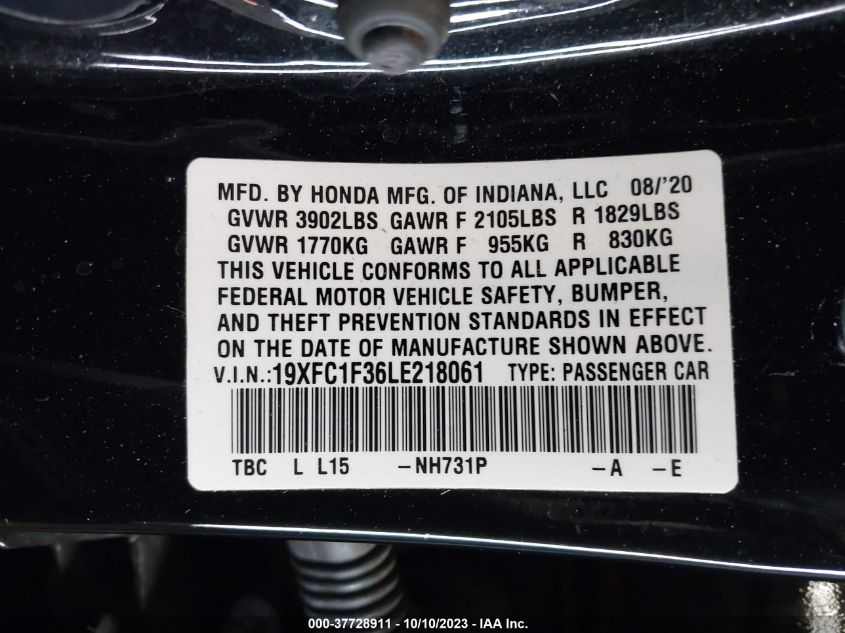 MFD. BY HONDA MFG. OF INDIANA, LLC 08/'20
GVWR 3902LBS GAWR F 2105LBS R 1829LBS
GVWR 1770KG GAWR F 955KG R 830KG
THIS VEHICLE CONFORMS TO ALL APPLICABLE
FEDERAL MOTOR VEHICLE SAFETY, BUMPER,
AND THEFT PREVENTION STANDARDS IN EFFECT
ON THE DATE OF MANUFACTURE SHOWN ABOVE.
V.I.N.:19XFC1F36LE218061 TYPE: PASSENGER CAR
TBC L L15 -NH731P -A -E
000-37728911 - 10/10/2023 - IAA Inc.